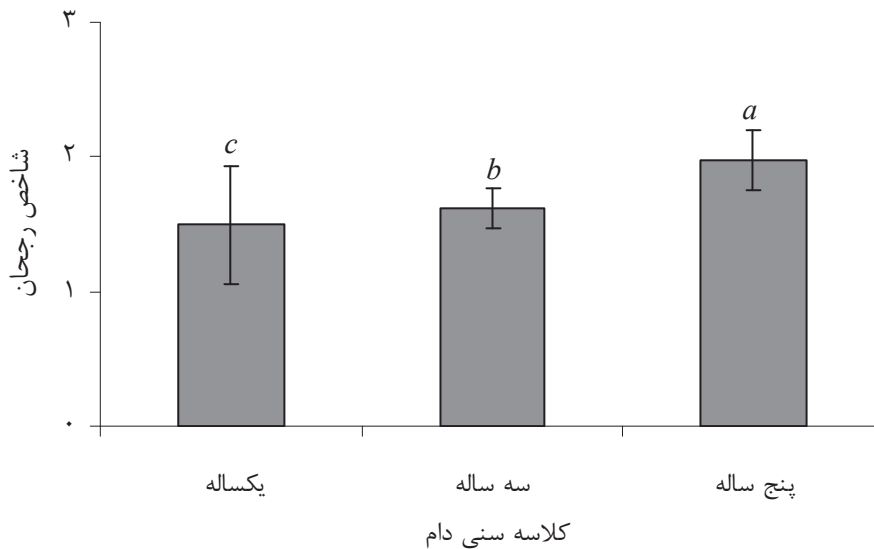 ۳
۲
۱
۰
شاخص رجحان
c
b
a
یکساله
سه ساله
پنج ساله
کلاسه سنی دام